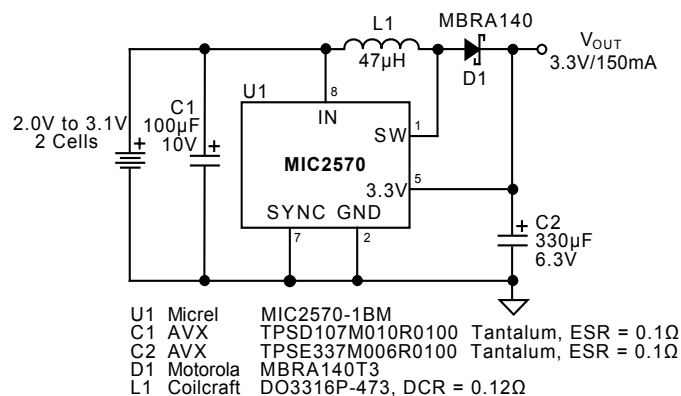 L1
47µH
MBRA140
D1
VOUT
3.3V/150mA
U1
8
IN
C1
100µF
10V
2.0V to 3.1V
2 Cells
+
+
SW
1
MIC2570
3.3V
5
SYNC GND
7
2
+
C2
330µF
6.3V
U1 Micrel MIC2570-1BM
C1 AVX TPSD107M010R0100 Tantalum, ESR = 0.1Ω
C2 AVX TPSE337M006R0100 Tantalum, ESR = 0.1Ω
D1 Motorola MBRA140T3
L1 Coilcraft DO3316P-473, DCR = 0.12Ω